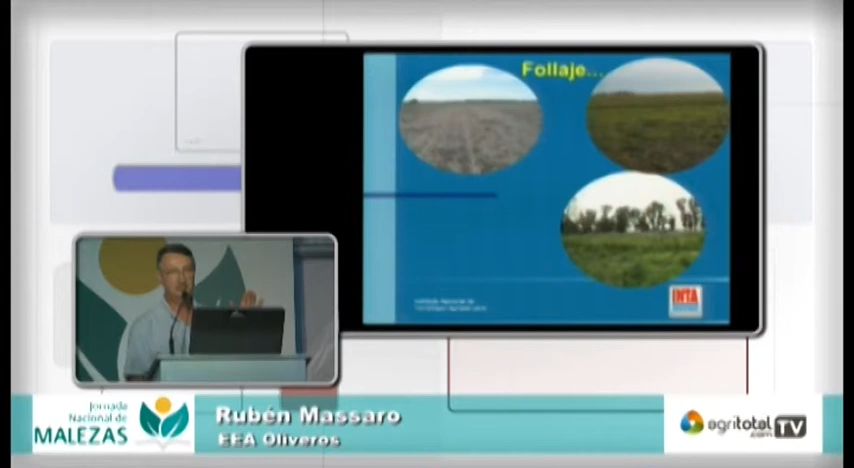 Follaje...
INTA
Jornada
Nacional de
MALEZAS
Rubén Massaro
EEA Oliveros
agritotal
.com
TV